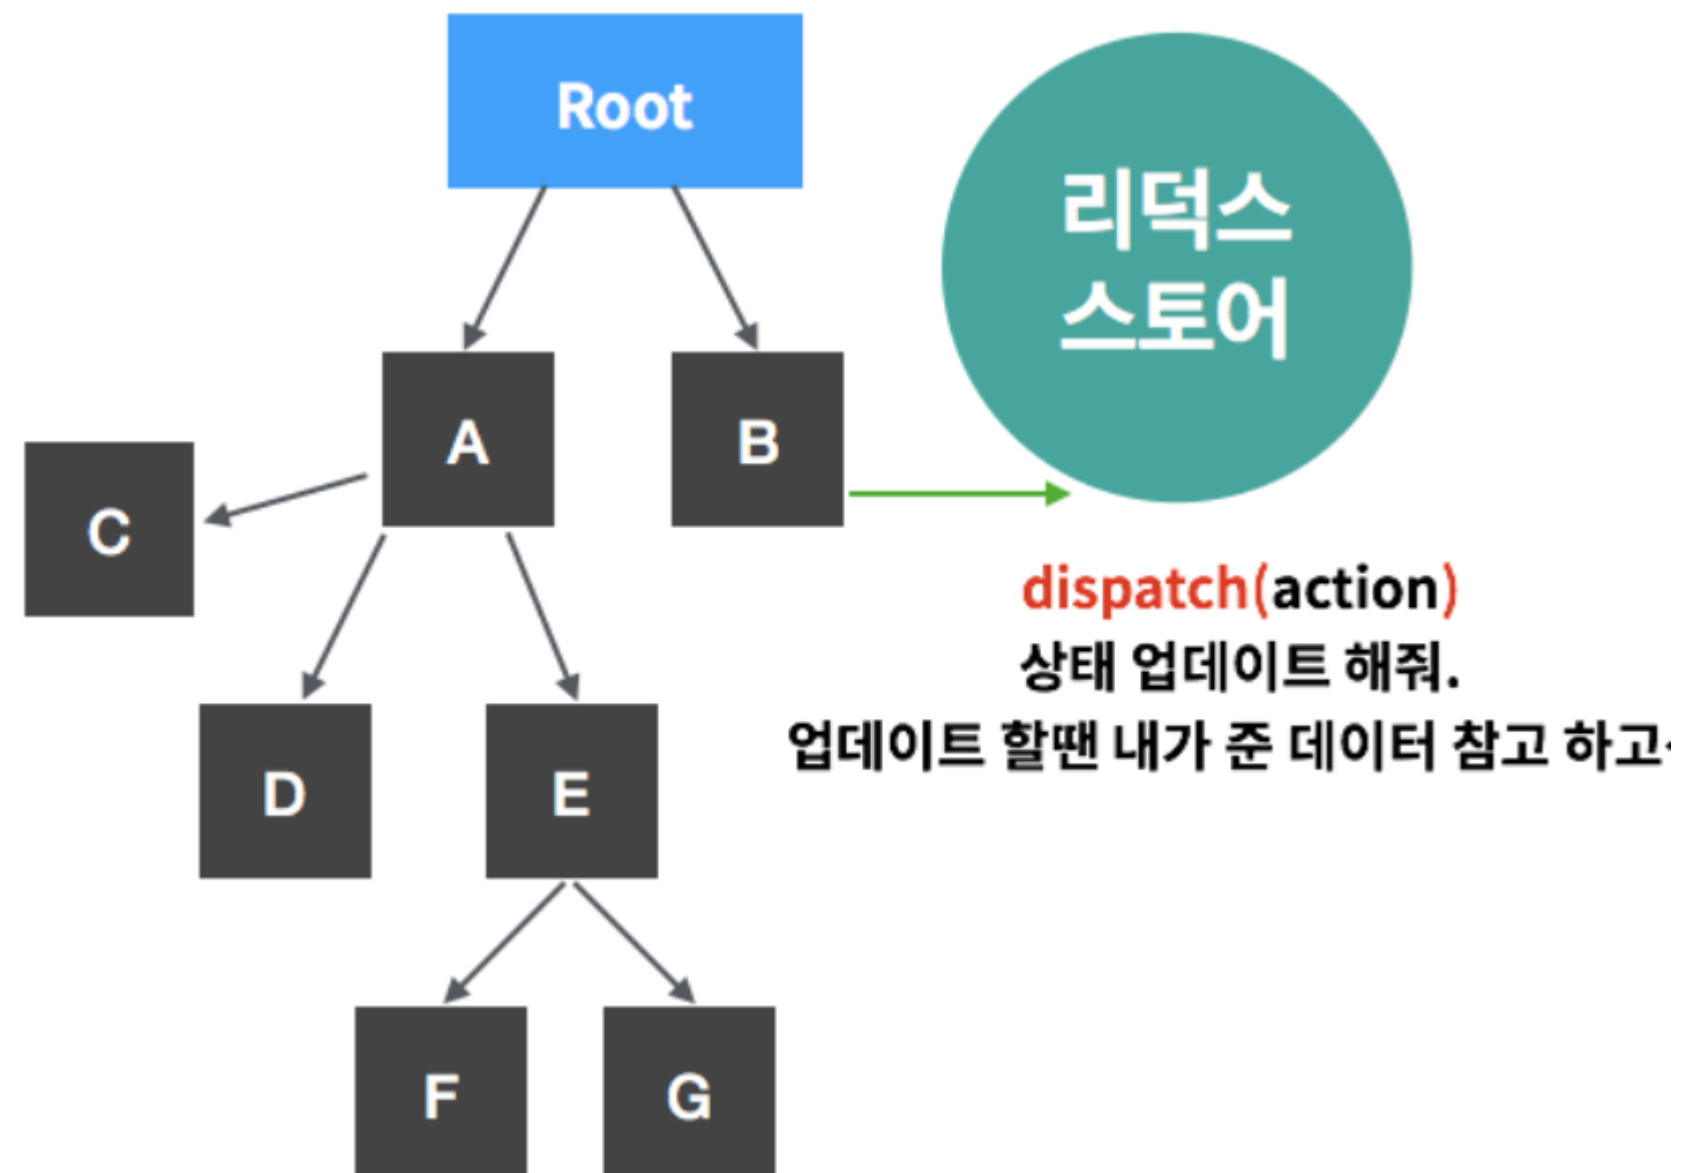 Root
리덕스
스토어
A
B
C
dispatch(action)
상태 업데이트 해줘.
업데이트 할땐 내가 준 데이터 참고 하고
D
E
F
G